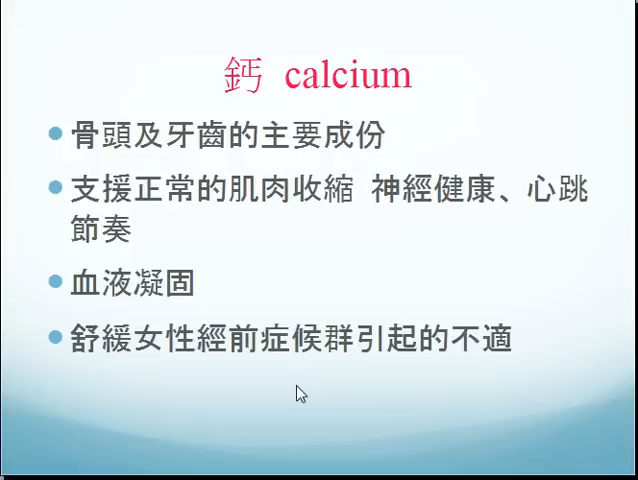 鈣 calcium
骨頭及牙齒的主要成份
支援正常的肌肉收縮 神經健康、心跳
節奏
血液凝固
舒緩女性經前症候群引起的不適